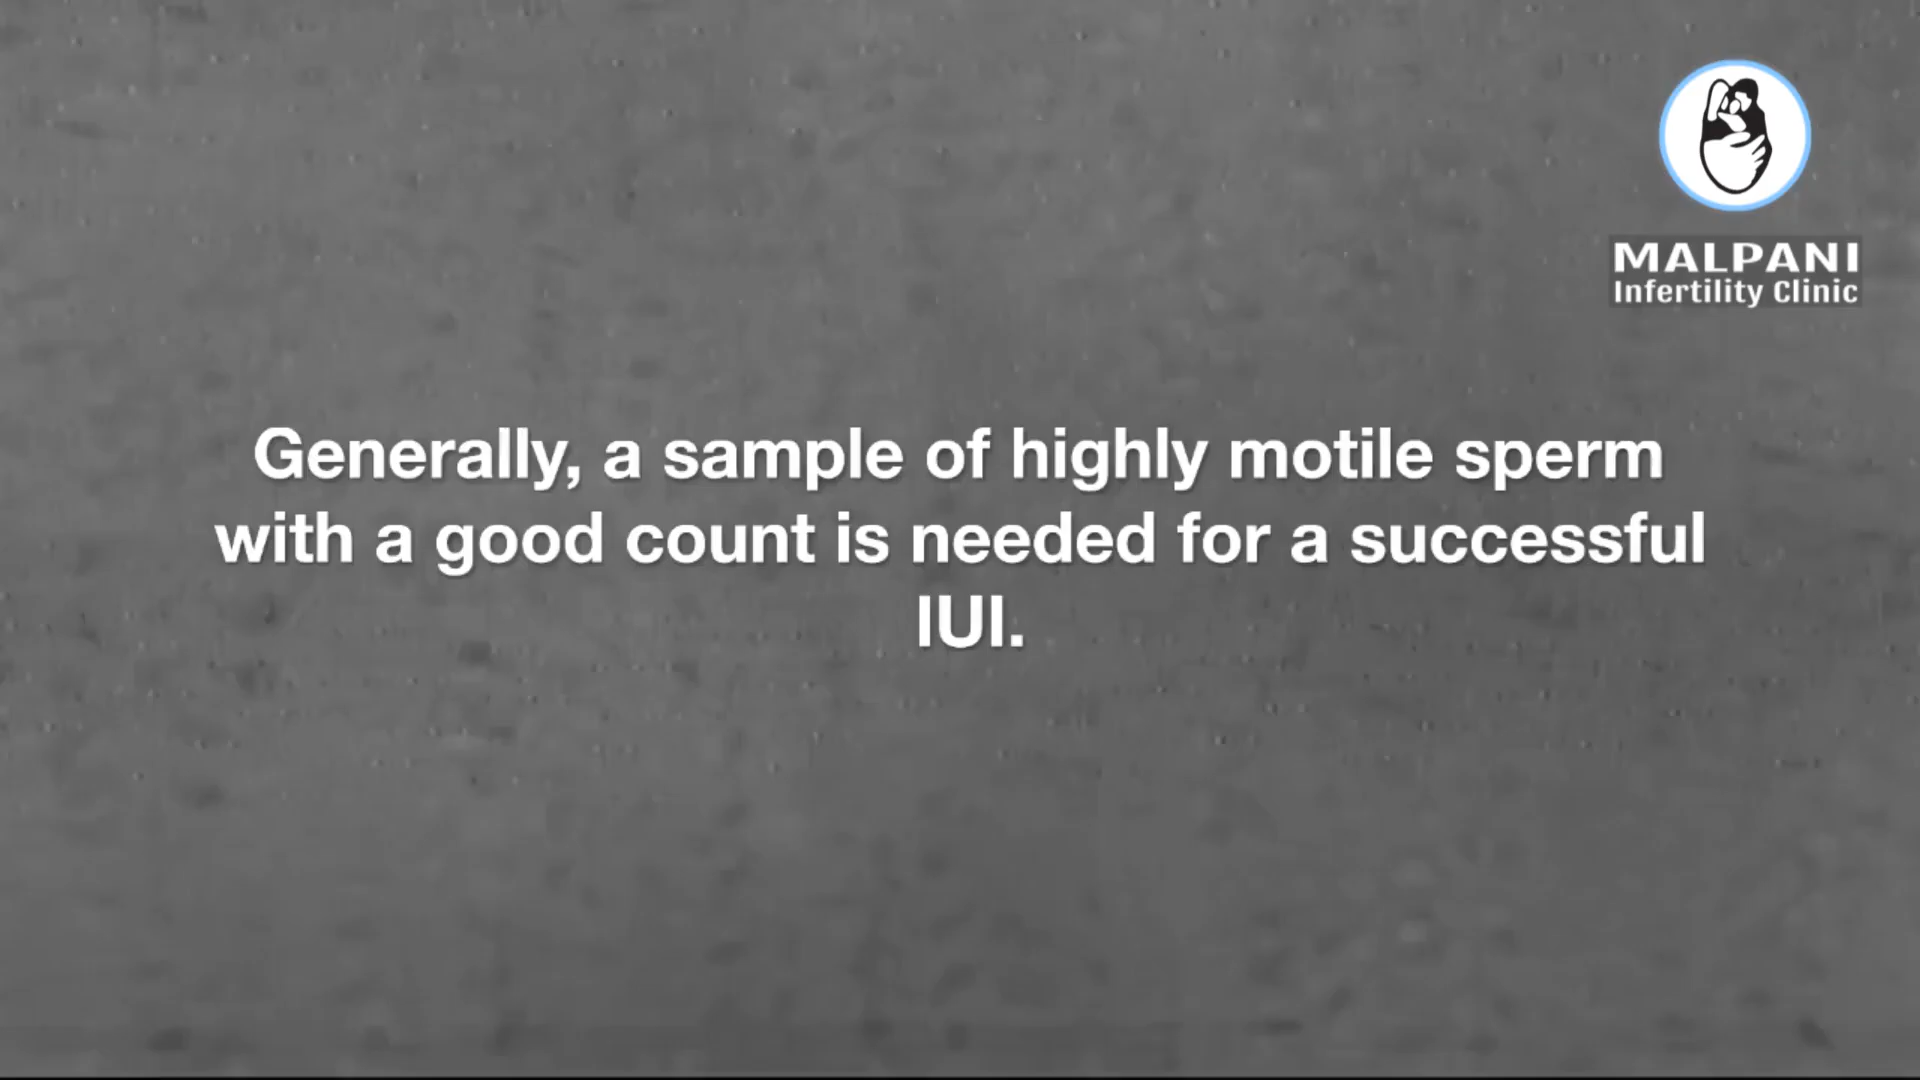 MALPANI
Infertility Clinic
Generally, a sample of highly motile sperm
with a good count is needed for a successful
IUI.